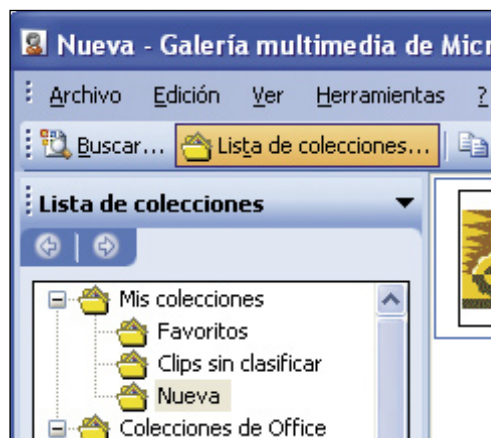 Nueva - Galería multimedia de Micr
Archivo Edición Ver Herramientas ?
Buscar... Lista de colecciones...
Lista de colecciones
Mis colecciones
Favoritos
Clips sin clasificar
Nueva
Colecciones de Office